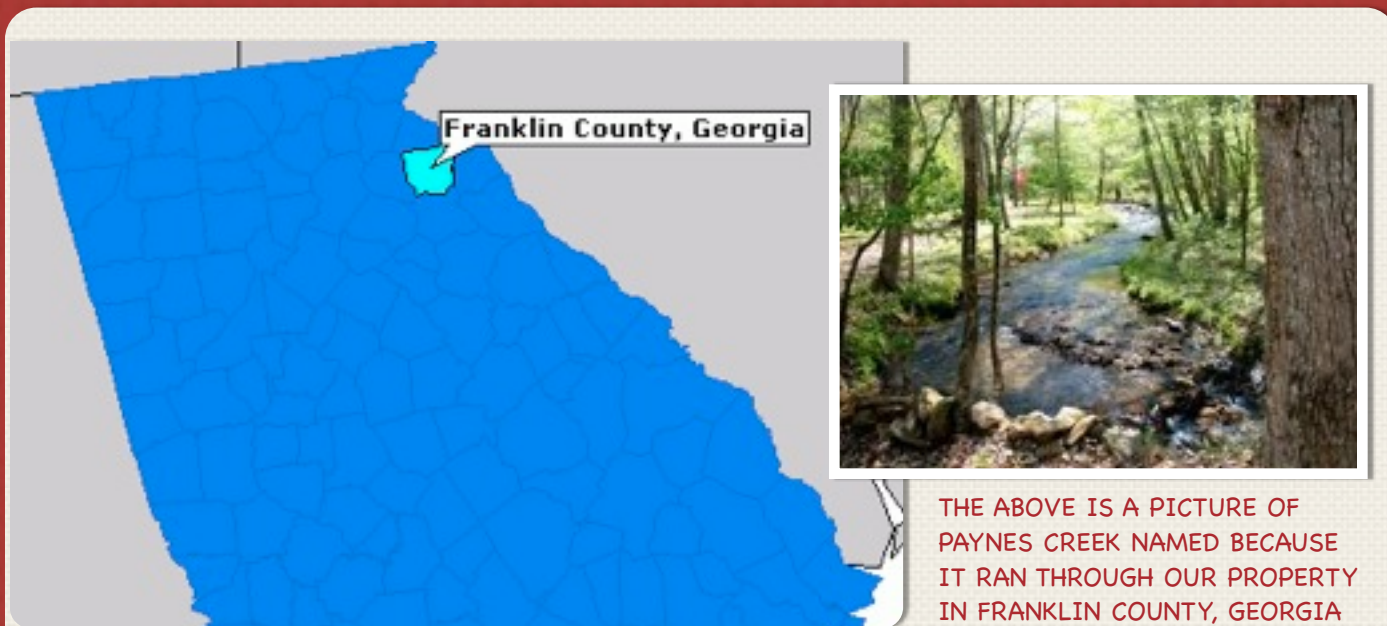 Franklin County, Georgia
THE ABOVE IS A PICTURE OF
PAYNES CREEK NAMED BECAUSE
IT RAN THROUGH OUR PROPERTY
IN FRANKLIN COUNTY, GEORGIA